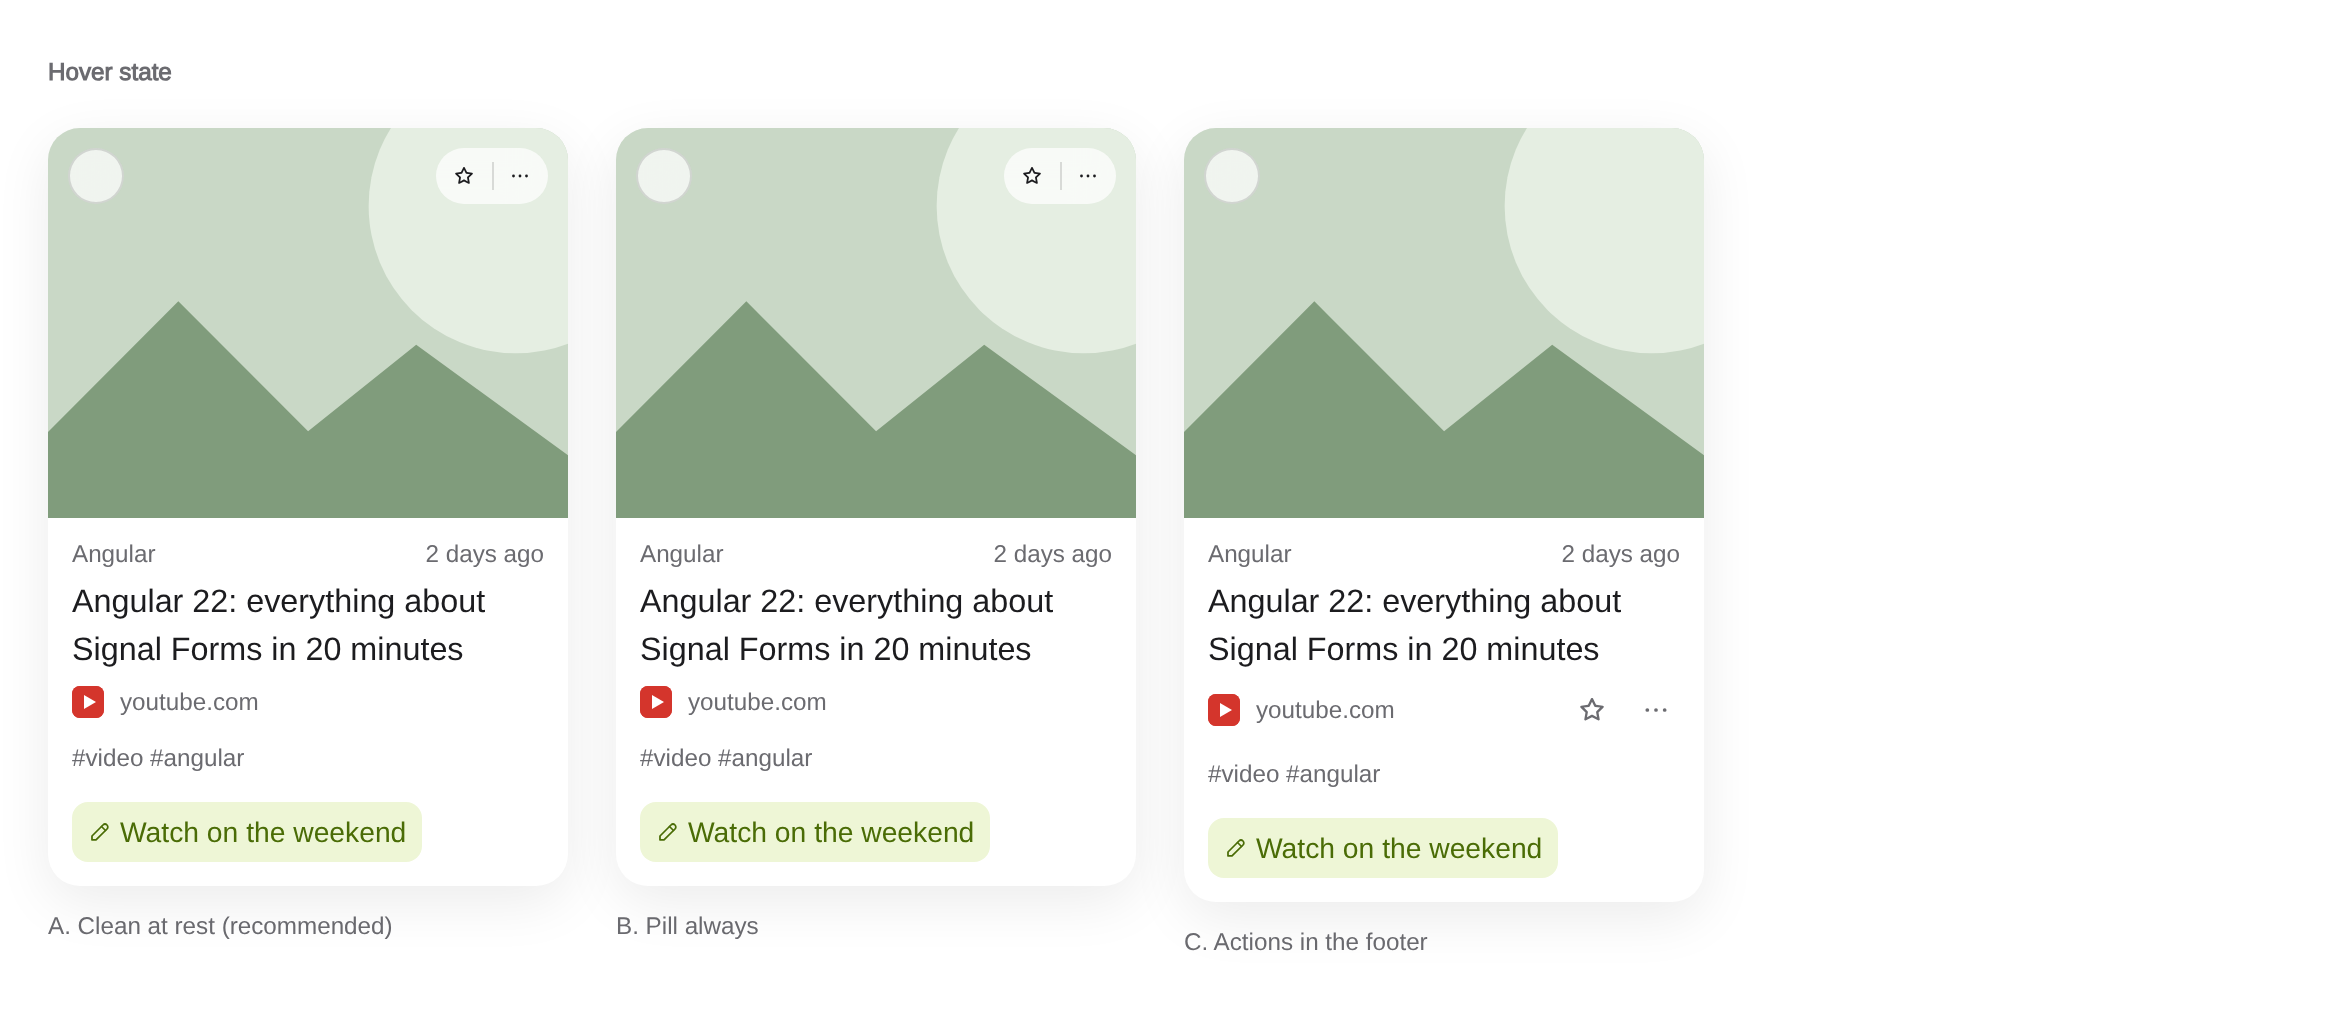 Hover state
Angular
2 days ago
Angular 22: everything about
Signal Forms in 20 minutes
youtube.com
#video #angular
Watch on the weekend
A. Clean at rest (recommended)
Angular
2 days ago
Angular 22: everything about
Signal Forms in 20 minutes
youtube.com
#video #angular
Watch on the weekend
B. Pill always
Angular
2 days ago
Angular 22: everything about
Signal Forms in 20 minutes
youtube.com
#video #angular
Watch on the weekend
C. Actions in the footer